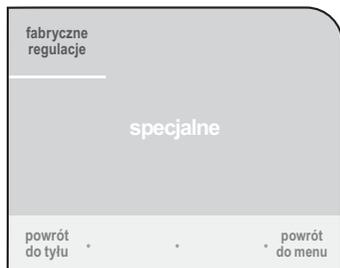 fabryczne
regulacje
specjalne
powrót
do tyłu
powrót
do menu